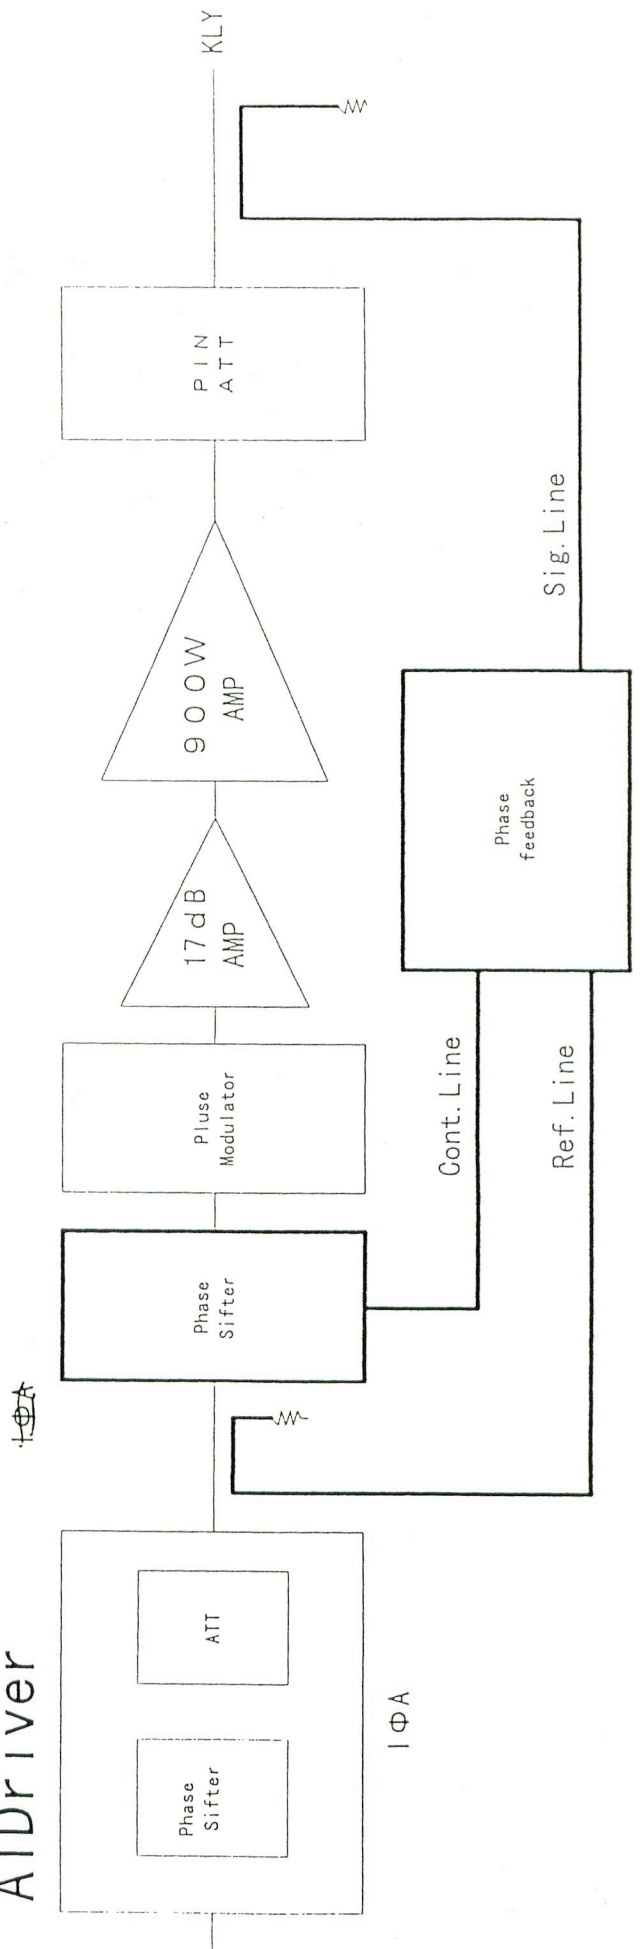 AIDriver
IΦA
Phase
Sifter
ATT
IΦA
Phase
Sifter
Pluse
Modulator
17dB
AMP
900W
AMP
PIN
ATT
KLY
Cont. Line
Ref. Line
Phase
feedback
Sig. Line